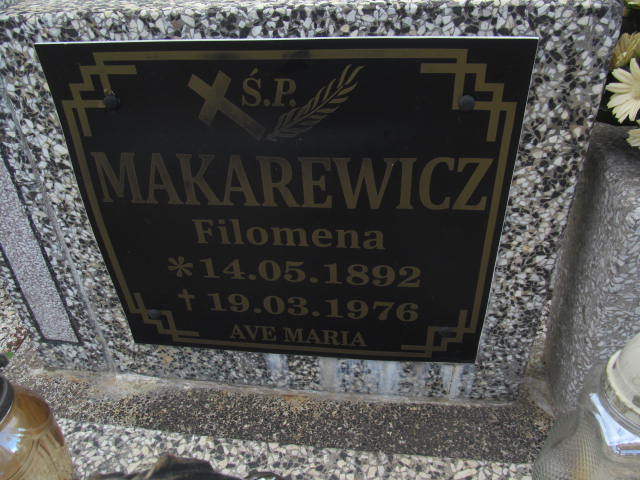 Ś.P.
MAKAREWICZ
Filomena
* 14.05.1892
† 19.03.1976
AVE MARIA